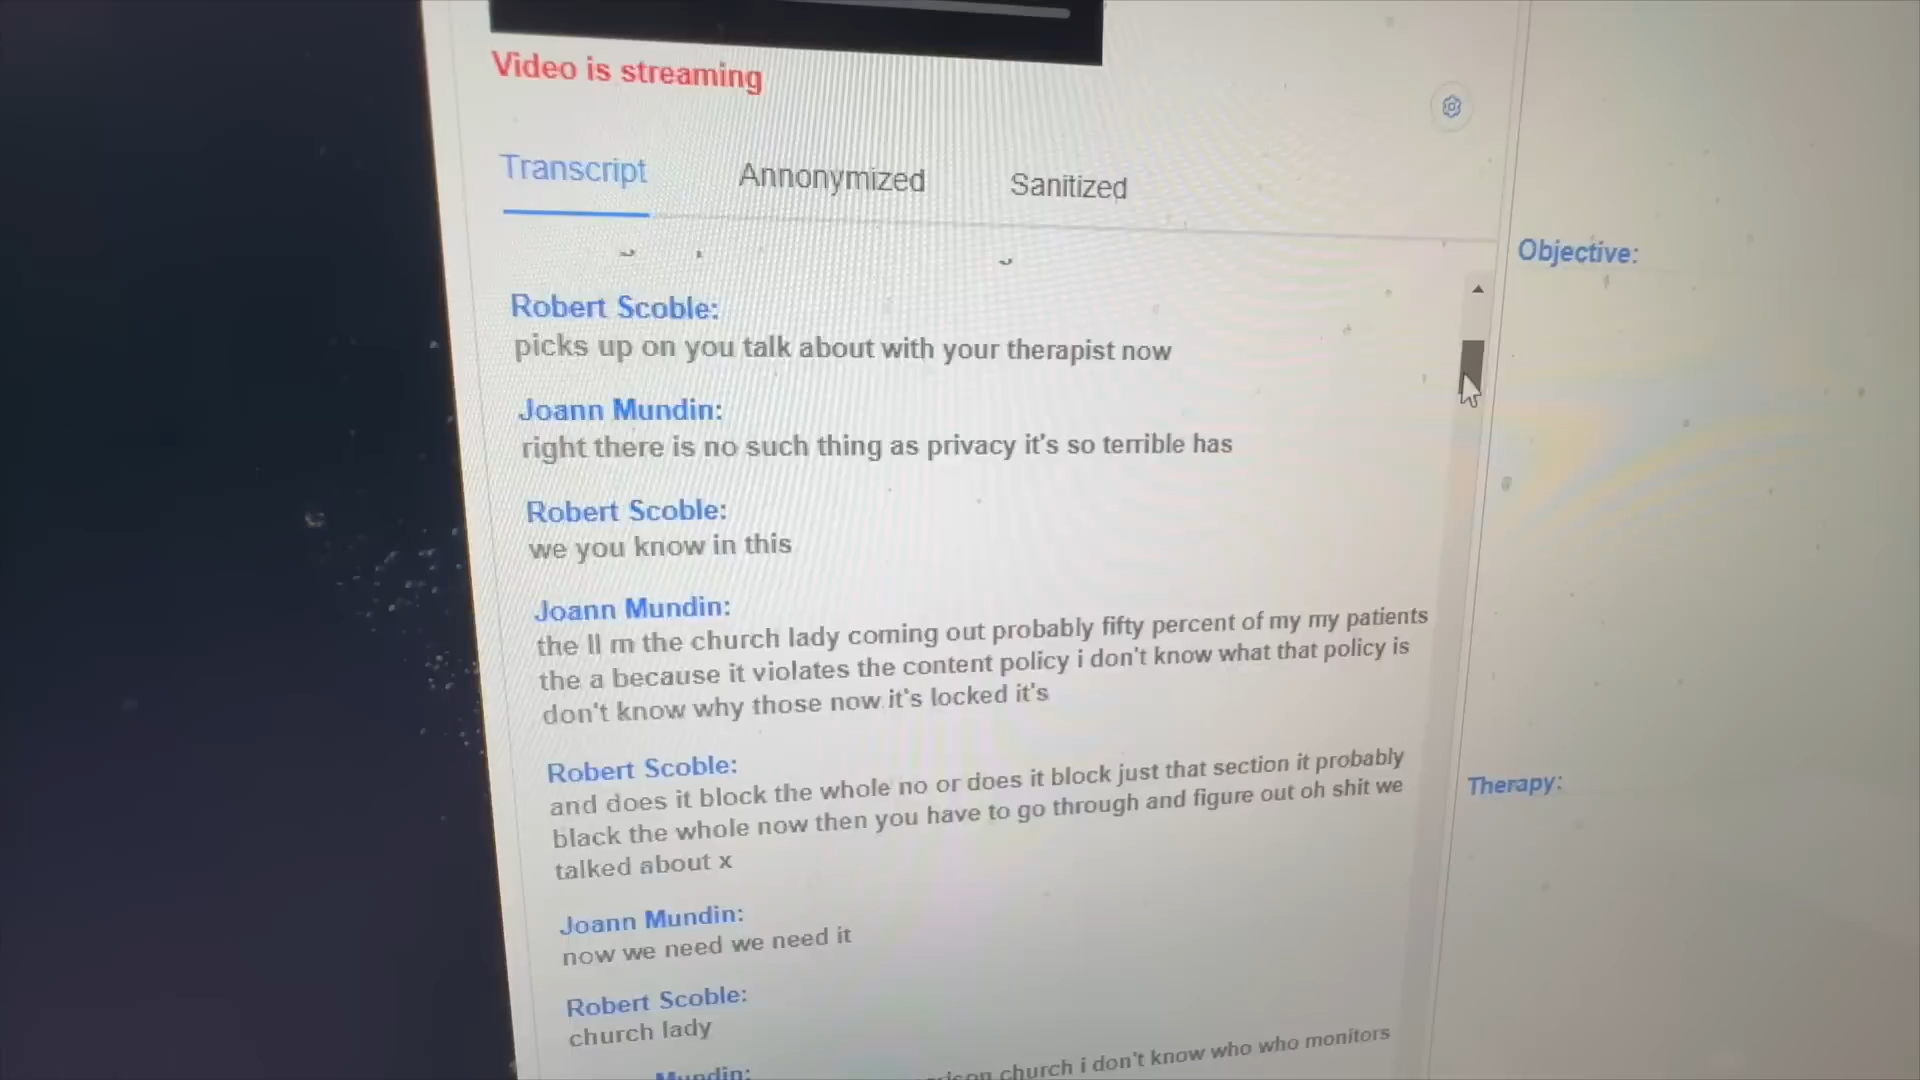 Video is streaming
Transcript
Annonymized
Sanitized
Objective:
Robert Scoble:
picks up on you talk about with your therapist now
Joann Mundin:
right there is no such thing as privacy it's so terrible has
Robert Scoble:
we you know in this
Joann Mundin:
the ll m the church lady coming out probably fifty percent of my my patients
the a because it violates the content policy i don't know what that policy is
don't know why those now it's locked it's
Robert Scoble:
and does it block the whole no or does it block just that section it probably
black the whole now then you have to go through and figure out oh shit we
talked about x
Therapy:
Joann Mundin:
now we need we need it
Robert Scoble:
church lady
Mundin:
church i don't know who who monitors